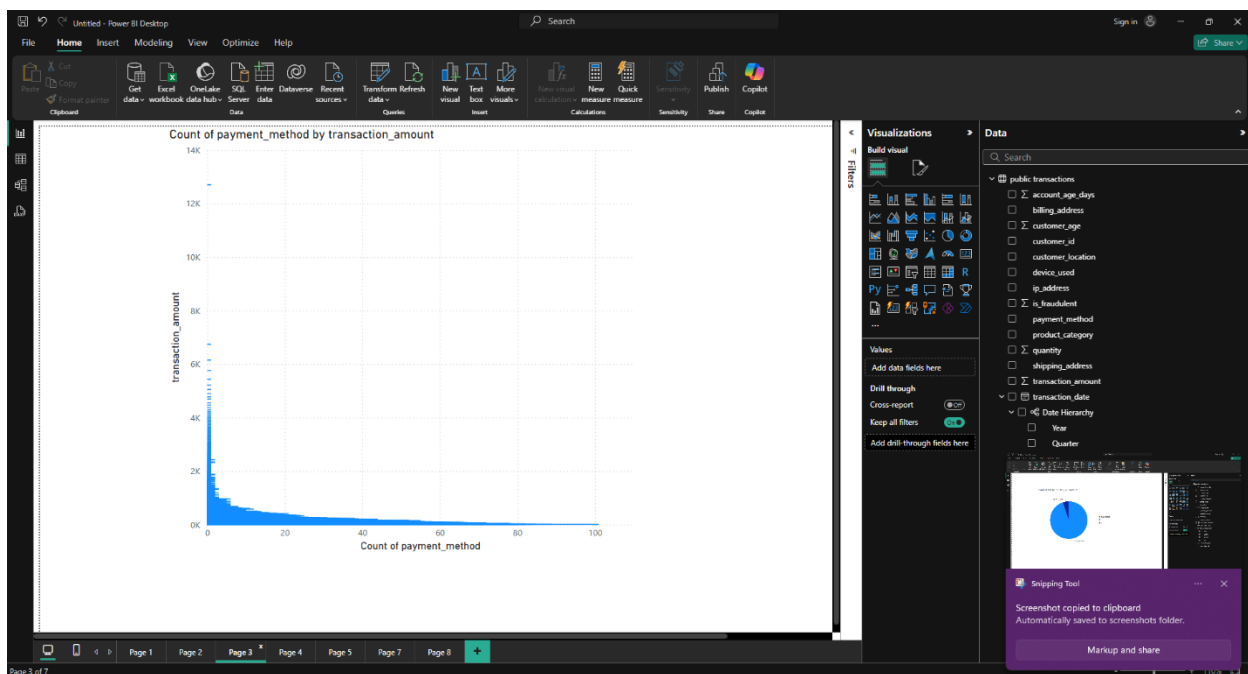 Untitled - Power BI Desktop
Search
Sign in
File Home Insert Modeling View Optimize Help
Share
Paste
Cut
Copy
Format painter
Clipboard
Get data
Excel workbook
OneLake data hub
SQL Server
Enter data
Dataverse
Recent sources
Data
Transform data
Refresh
Queries
New visual
Text box
More visuals
Insert
New visual calculation
New measure
Quick measure
Calculations
Sensitivity
Sensitivity
Publish
Share
Copilot
Copilot
Count of payment_method by transaction_amount
14K
12K
10K
8K
6K
4K
2K
0K
transaction_amount
0 20 40 60 80 100
Count of payment_method
Filters
Visualizations
Build visual
R
Py
...
Values
Add data fields here
Drill through
Cross-report
Off
Keep all filters
On
Add drill-through fields here
Data
Search
public transactions
account_age_days
billing_address
customer_age
customer_id
customer_location
device_used
ip_address
is_fraudulent
payment_method
product_category
quantity
shipping_address
transaction_amount
transaction_date
Date Hierarchy
Year
Quarter
Snipping Tool
Screenshot copied to clipboard
Automatically saved to screenshots folder.
Markup and share
Page 1 Page 2 Page 3 Page 4 Page 5 Page 7 Page 8
Page 3 of 7